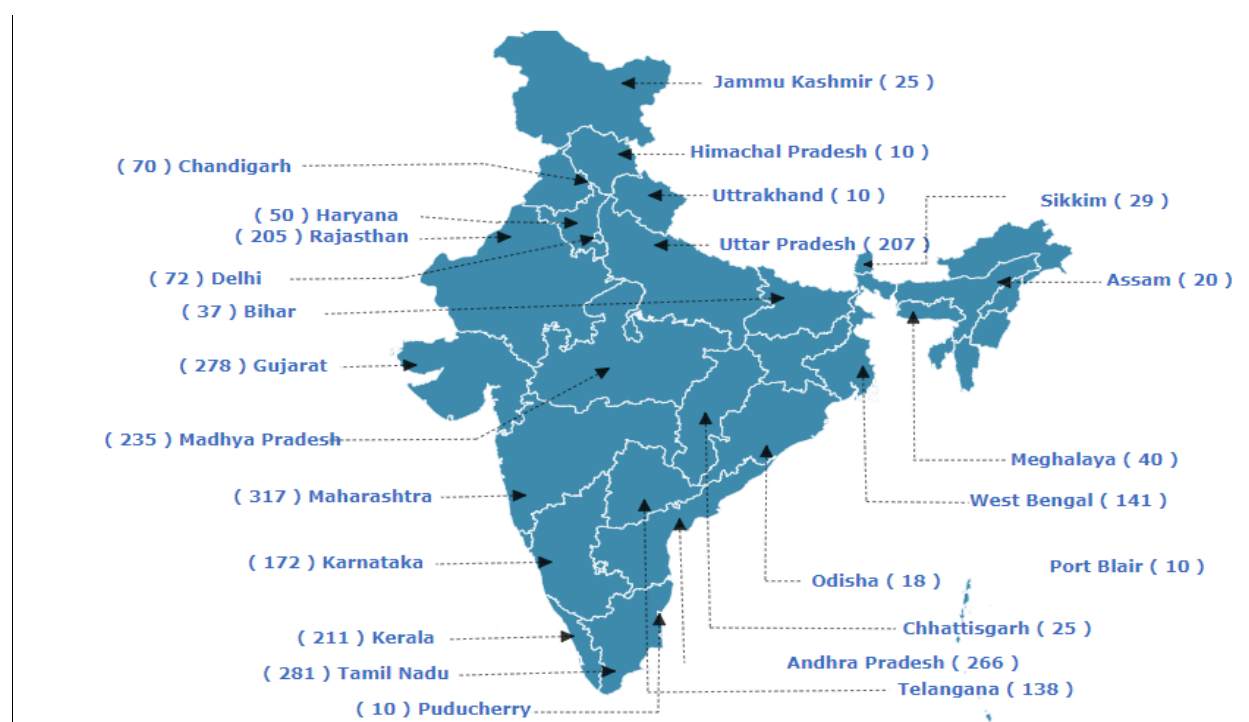 Jammu Kashmir ( 25 )
Himachal Pradesh ( 10 )
( 70 ) Chandigarh
Uttrakhand ( 10 )
Sikkim ( 29 )
( 50 ) Haryana
( 205 ) Rajasthan
Uttar Pradesh ( 207 )
( 72 ) Delhi
Assam ( 20 )
( 37 ) Bihar
( 278 ) Gujarat
( 235 ) Madhya Pradesh
Meghalaya ( 40 )
( 317 ) Maharashtra
West Bengal ( 141 )
( 172 ) Karnataka
Port Blair ( 10 )
Odisha ( 18 )
Chhattisgarh ( 25 )
( 211 ) Kerala
Andhra Pradesh ( 266 )
( 281 ) Tamil Nadu
Telangana ( 138 )
( 10 ) Puducherry